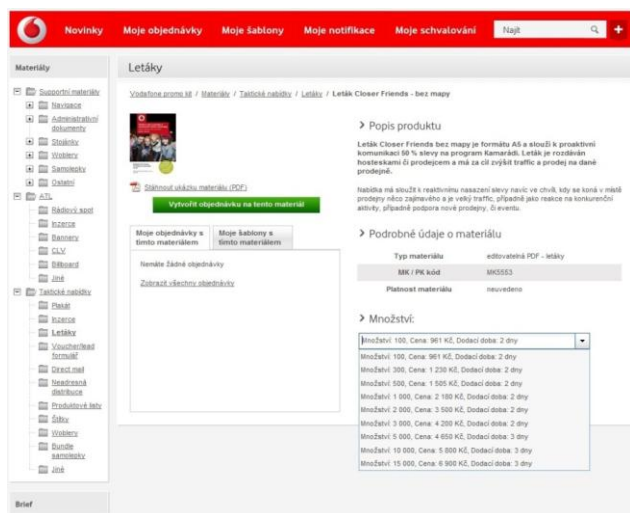 Novinky
Moje objednávky
Moje šablony
Moje notifikace
Moje schvalování
Najít
Materiály
Supportní materiály
Navigace
Administrativní
dokumenty
Stojánky
Woblery
Samolepky
Ostatní
ATL
Rádiový spot
Inzerce
Bannery
CLV
Billboard
Jiné
Taktické nabídky
Plakát
Inzerce
Letáky
Voucher/lead
formulář
Direct mail
Neadresná
distribuce
Produktové listy
Štítky
Woblery
Bundle
samolepky
Jiné
Brief
Letáky
Vodafone promo kit / Materiály / Taktické nabídky / Letáky / Leták Closer Friends - bez mapy
Stáhnout ukázku materiálu (PDF)
Vytvořit objednávku na tento materiál
Moje objednávky s
tímto materiálem
Moje šablony s
tímto materiálem
Nemáte žádné objednávky
Zobrazit všechny objednávky
Popis produktu
Leták Closer Friends bez mapy je formátu A5 a slouží k proaktivní
komunikaci 50 % slevy na program Kamarádi. Leták je rozdáván
hosteskami či prodejcem a má za cíl zvýšit traffic a prodej na dané
prodejně.
Nabídka má sloužit k reaktivnímu nasazení slevy navíc ve chvíli, kdy se koná v místě
prodejny něco zajímavého a je velký traffic, případně jako reakce na konkurenční
aktivity, případně podpora nové prodejny, či eventu.
Podrobné údaje o materiálu
Typ materiálu editovatelná PDF - letáky
MK / PK kód MK5553
Platnost materiálu neuvedeno
Množství:
Množství: 100, Cena: 961 Kč, Dodací doba: 2 dny
Množství: 100, Cena: 961 Kč, Dodací doba: 2 dny
Množství: 300, Cena: 1 230 Kč, Dodací doba: 2 dny
Množství: 500, Cena: 1 505 Kč, Dodací doba: 2 dny
Množství: 1 000, Cena: 2 180 Kč, Dodací doba: 2 dny
Množství: 2 000, Cena: 3 500 Kč, Dodací doba: 2 dny
Množství: 3 000, Cena: 4 200 Kč, Dodací doba: 2 dny
Množství: 5 000, Cena: 4 650 Kč, Dodací doba: 3 dny
Množství: 10 000, Cena: 5 800 Kč, Dodací doba: 3 dny
Množství: 15 000, Cena: 6 900 Kč, Dodací doba: 3 dny